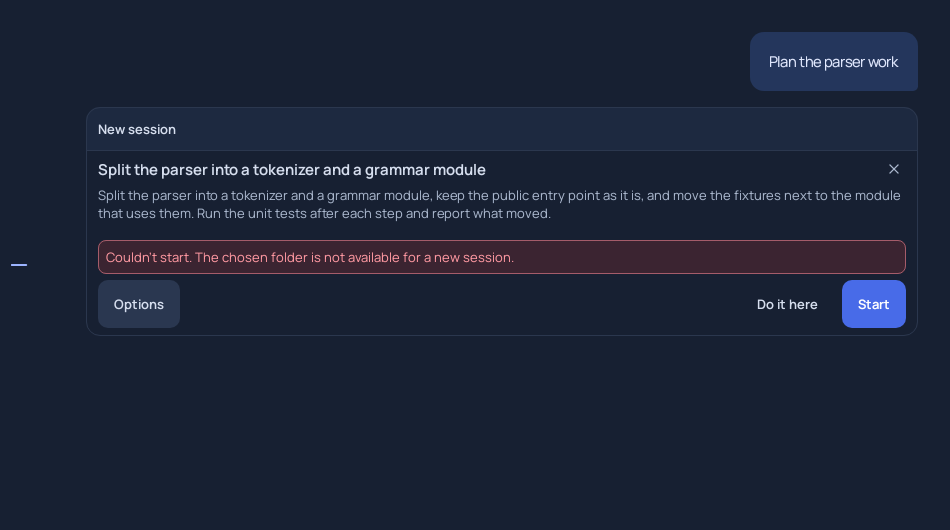 Plan the parser work
New session
Split the parser into a tokenizer and a grammar module
Split the parser into a tokenizer and a grammar module, keep the public entry point as it is, and move the fixtures next to the module
that uses them. Run the unit tests after each step and report what moved.
Couldn't start. The chosen folder is not available for a new session.
Options
Do it here
Start